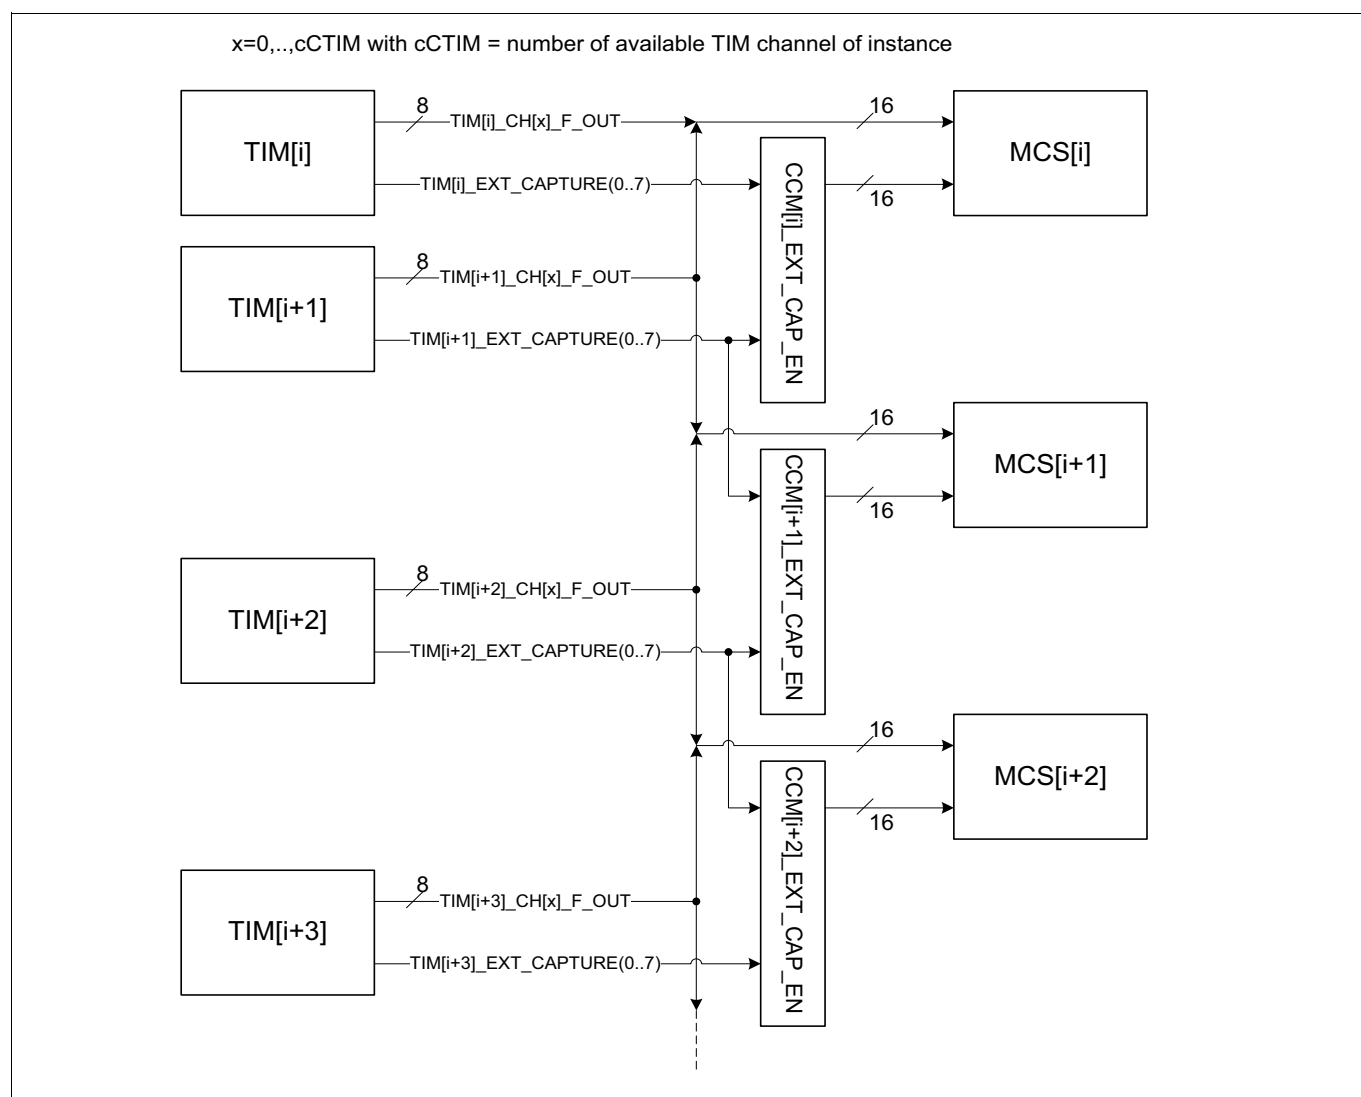 x=0,..,cCTIM with cCTIM = number of available TIM channel of instance
TIM[i]
8
TIM[i]_CH[x]_F_OUT
16
MCS[i]
TIM[i]_EXT_CAPTURE(0..7)
CCM[i]_EXT_CAP_EN
16
TIM[i+1]
8
TIM[i+1]_CH[x]_F_OUT
TIM[i+1]_EXT_CAPTURE(0..7)
16
MCS[i+1]
CCM[i+1]_EXT_CAP_EN
16
TIM[i+2]
8
TIM[i+2]_CH[x]_F_OUT
TIM[i+2]_EXT_CAPTURE(0..7)
16
MCS[i+2]
CCM[i+2]_EXT_CAP_EN
16
TIM[i+3]
8
TIM[i+3]_CH[x]_F_OUT
TIM[i+3]_EXT_CAPTURE(0..7)